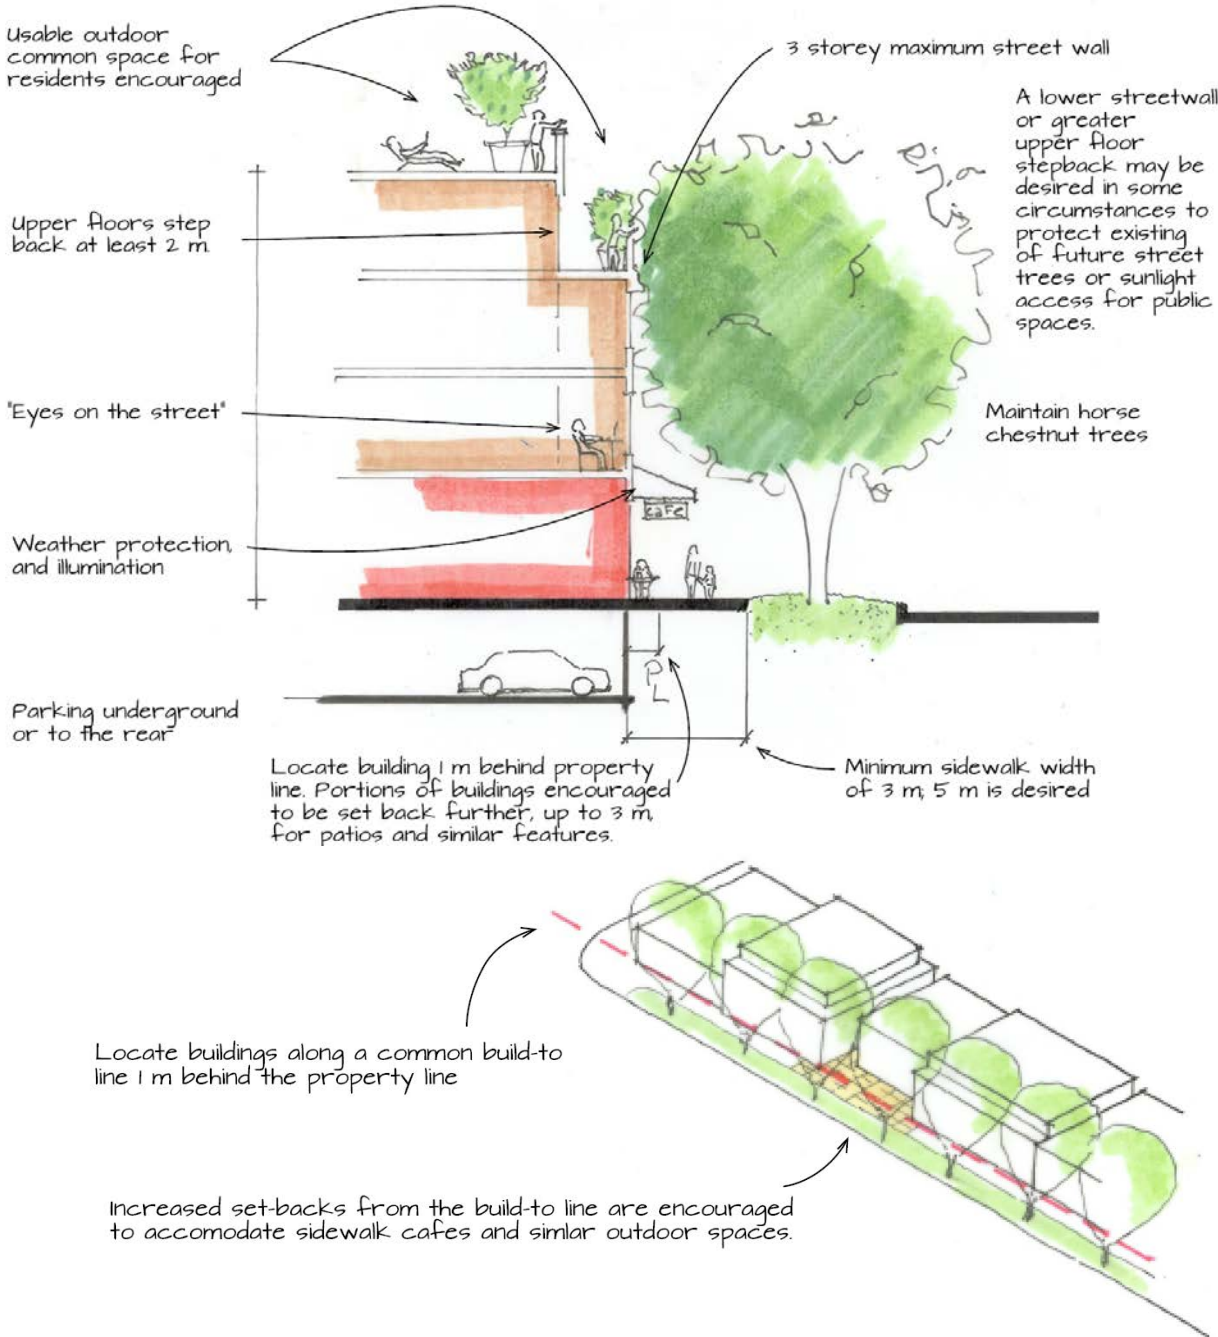 Usable outdoor
common space for
residents encouraged
3 storey maximum street wall
A lower streetwall
or greater
upper floor
stepback may be
desired in some
circumstances to
protect existing
of future street
trees or sunlight
access for public
spaces.
Upper floors step
back at least 2 m.
"Eyes on the street"
Maintain horse
chestnut trees
cafe
Weather protection,
and illumination
PL
Parking underground
or to the rear
Locate building 1 m behind property
line. Portions of buildings encouraged
to be set back further, up to 3 m,
for patios and similar features.
Minimum sidewalk width
of 3 m; 5 m is desired
Locate buildings along a common build-to
line 1 m behind the property line
Increased set-backs from the build-to line are encouraged
to accomodate sidewalk cafes and simlar outdoor spaces.